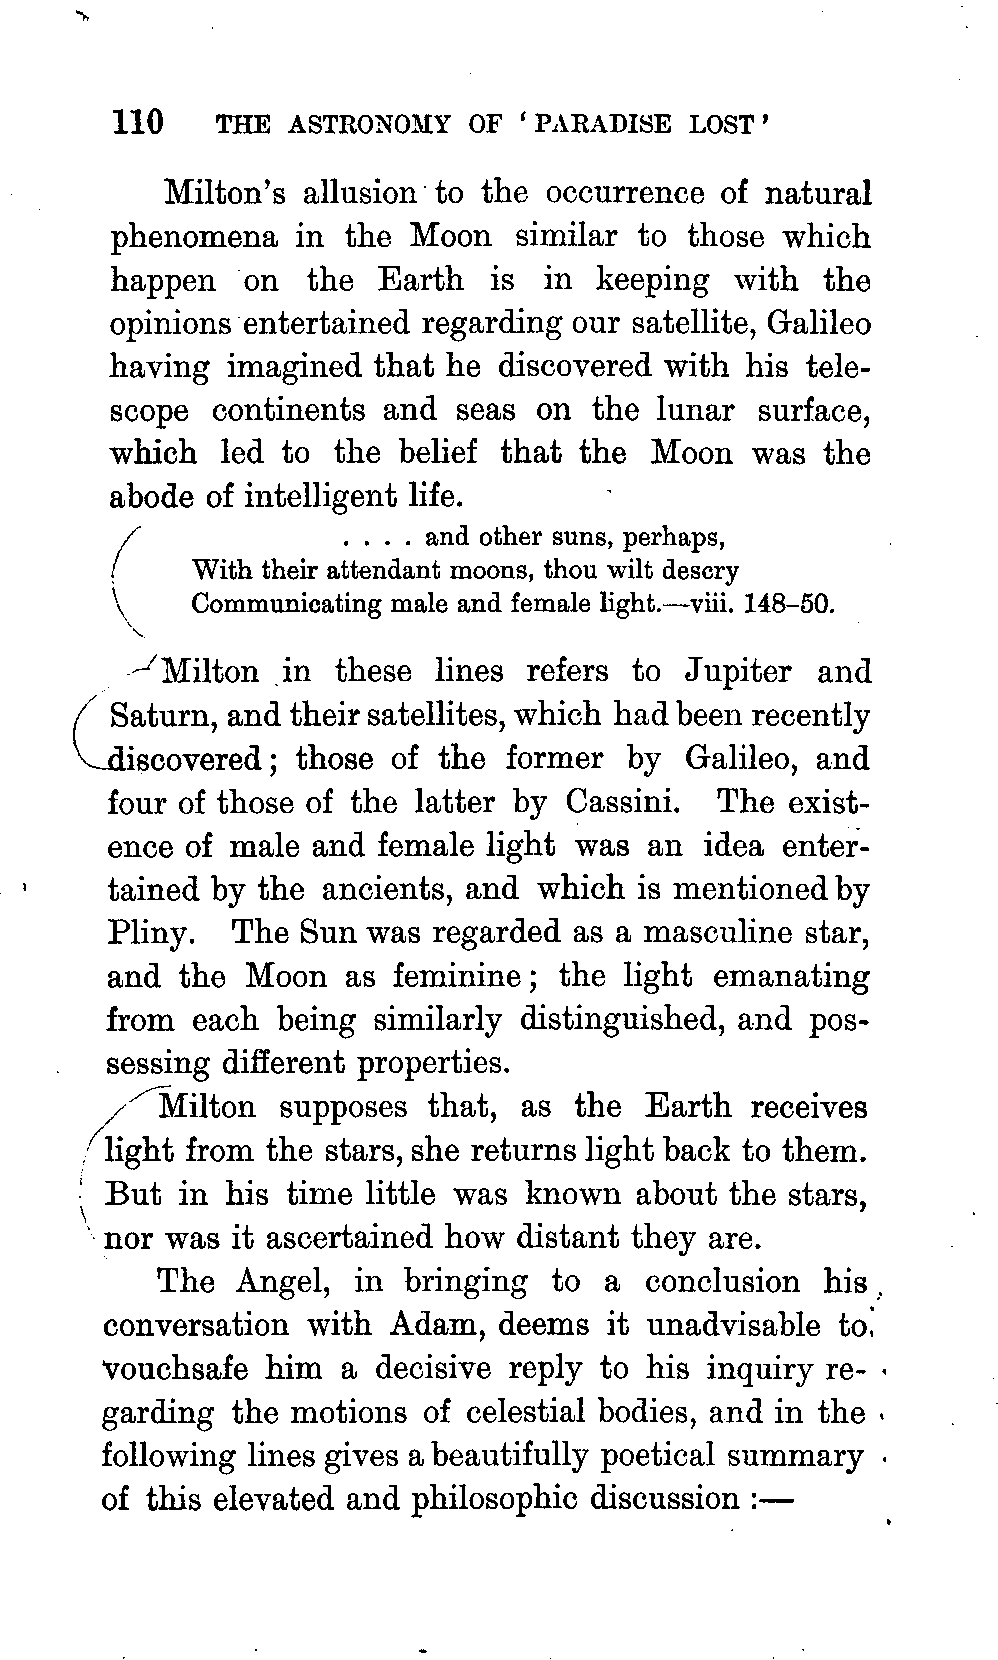 110 THE ASTRONOMY OF ‘PARADISE LOST’
Milton’s allusion to the occurrence of natural
phenomena in the Moon similar to those which
happen on the Earth is in keeping with the
opinions entertained regarding our satellite, Galileo
having imagined that he discovered with his tele-
scope continents and seas on the lunar surface,
which led to the belief that the Moon was the
abode of intelligent life.
. . . . and other suns, perhaps,
With their attendant moons, thou wilt descry
Communicating male and female light.—viii. 148–50.
Milton in these lines refers to Jupiter and
Saturn, and their satellites, which had been recently
discovered; those of the former by Galileo, and
four of those of the latter by Cassini. The exist-
ence of male and female light was an idea enter-
tained by the ancients, and which is mentioned by
Pliny. The Sun was regarded as a masculine star,
and the Moon as feminine; the light emanating
from each being similarly distinguished, and pos-
sessing different properties.
Milton supposes that, as the Earth receives
light from the stars, she returns light back to them.
But in his time little was known about the stars,
nor was it ascertained how distant they are.
The Angel, in bringing to a conclusion his
conversation with Adam, deems it unadvisable to
vouchsafe him a decisive reply to his inquiry re-
garding the motions of celestial bodies, and in the
following lines gives a beautifully poetical summary
of this elevated and philosophic discussion :—